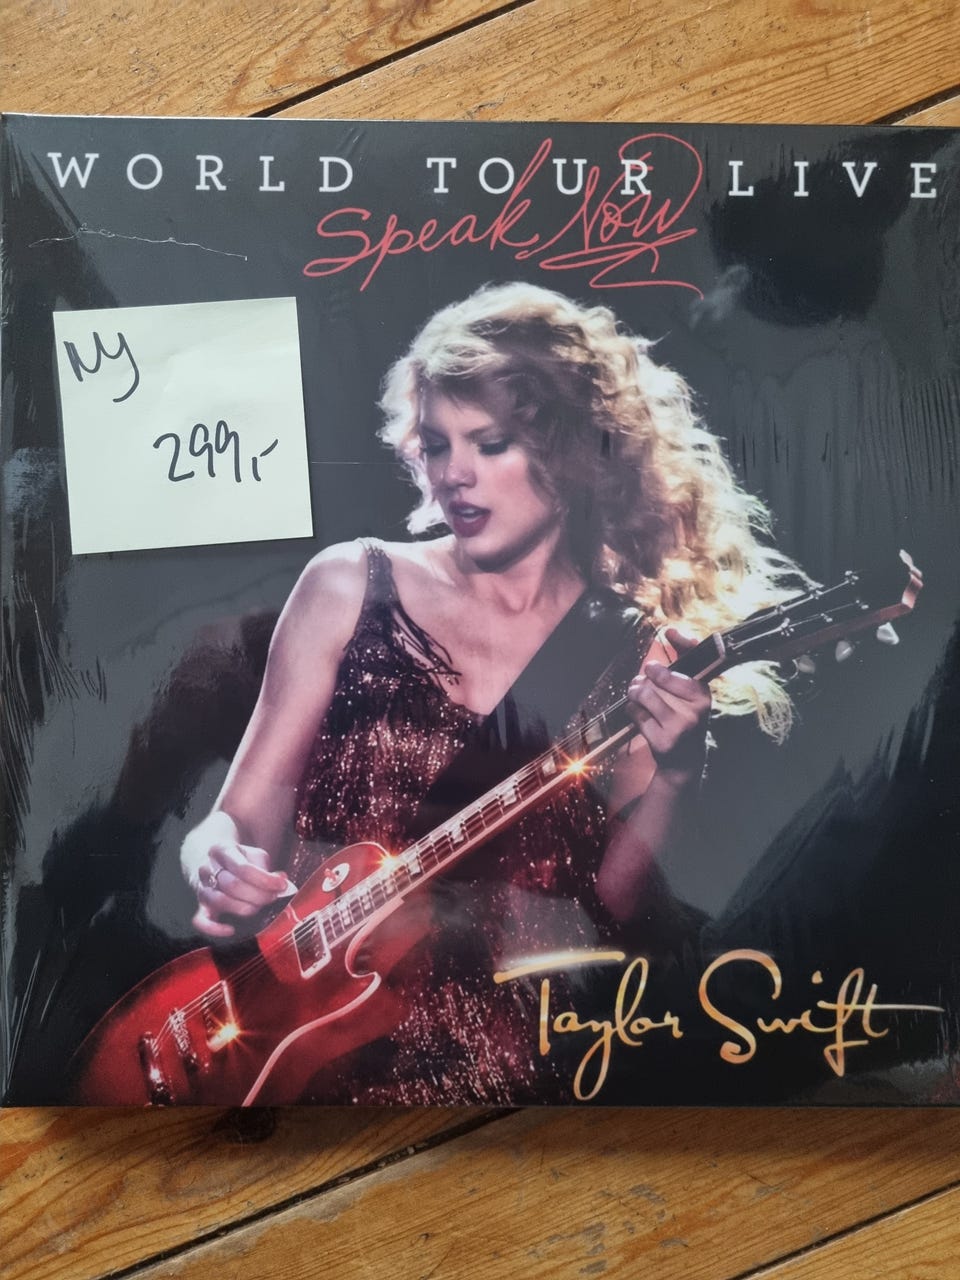 WORLD TOUR LIVE
Speak Now
Ny
299,-
Taylor Swift